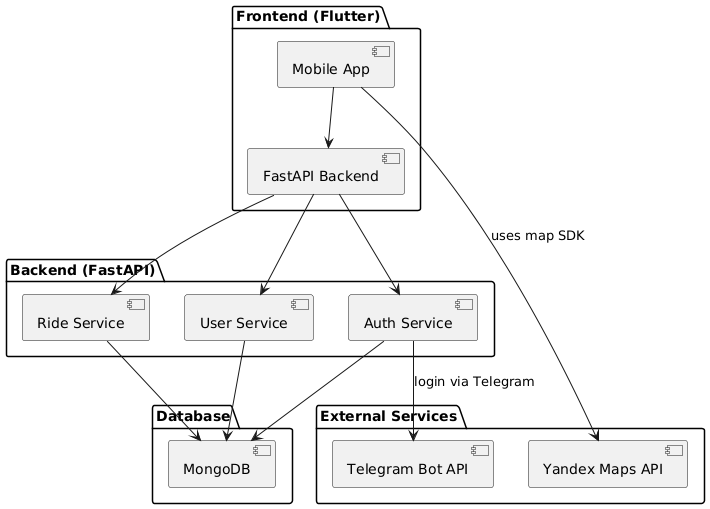 Frontend (Flutter)
Mobile App
FastAPI Backend
uses map SDK
Backend (FastAPI)
Ride Service
User Service
Auth Service
login via Telegram
Database
External Services
MongoDB
Telegram Bot API
Yandex Maps API